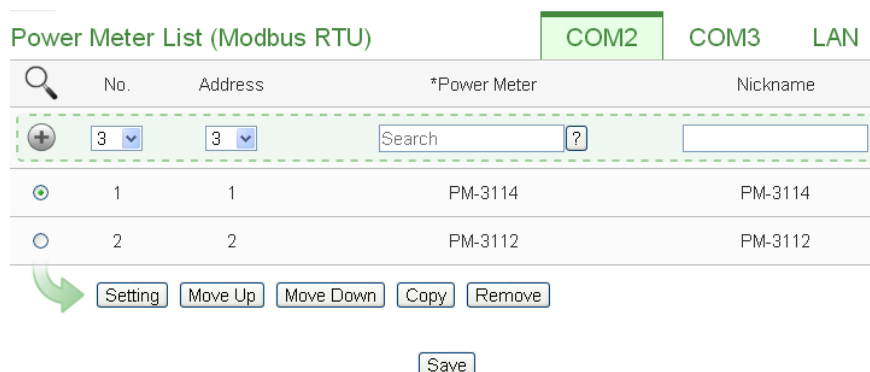 Power Meter List (Modbus RTU) COM2 COM3 LAN
No. Address *Power Meter Nickname
3 3 Search ?
1 1 PM-3114 PM-3114
2 2 PM-3112 PM-3112
Setting Move Up Move Down Copy Remove
Save